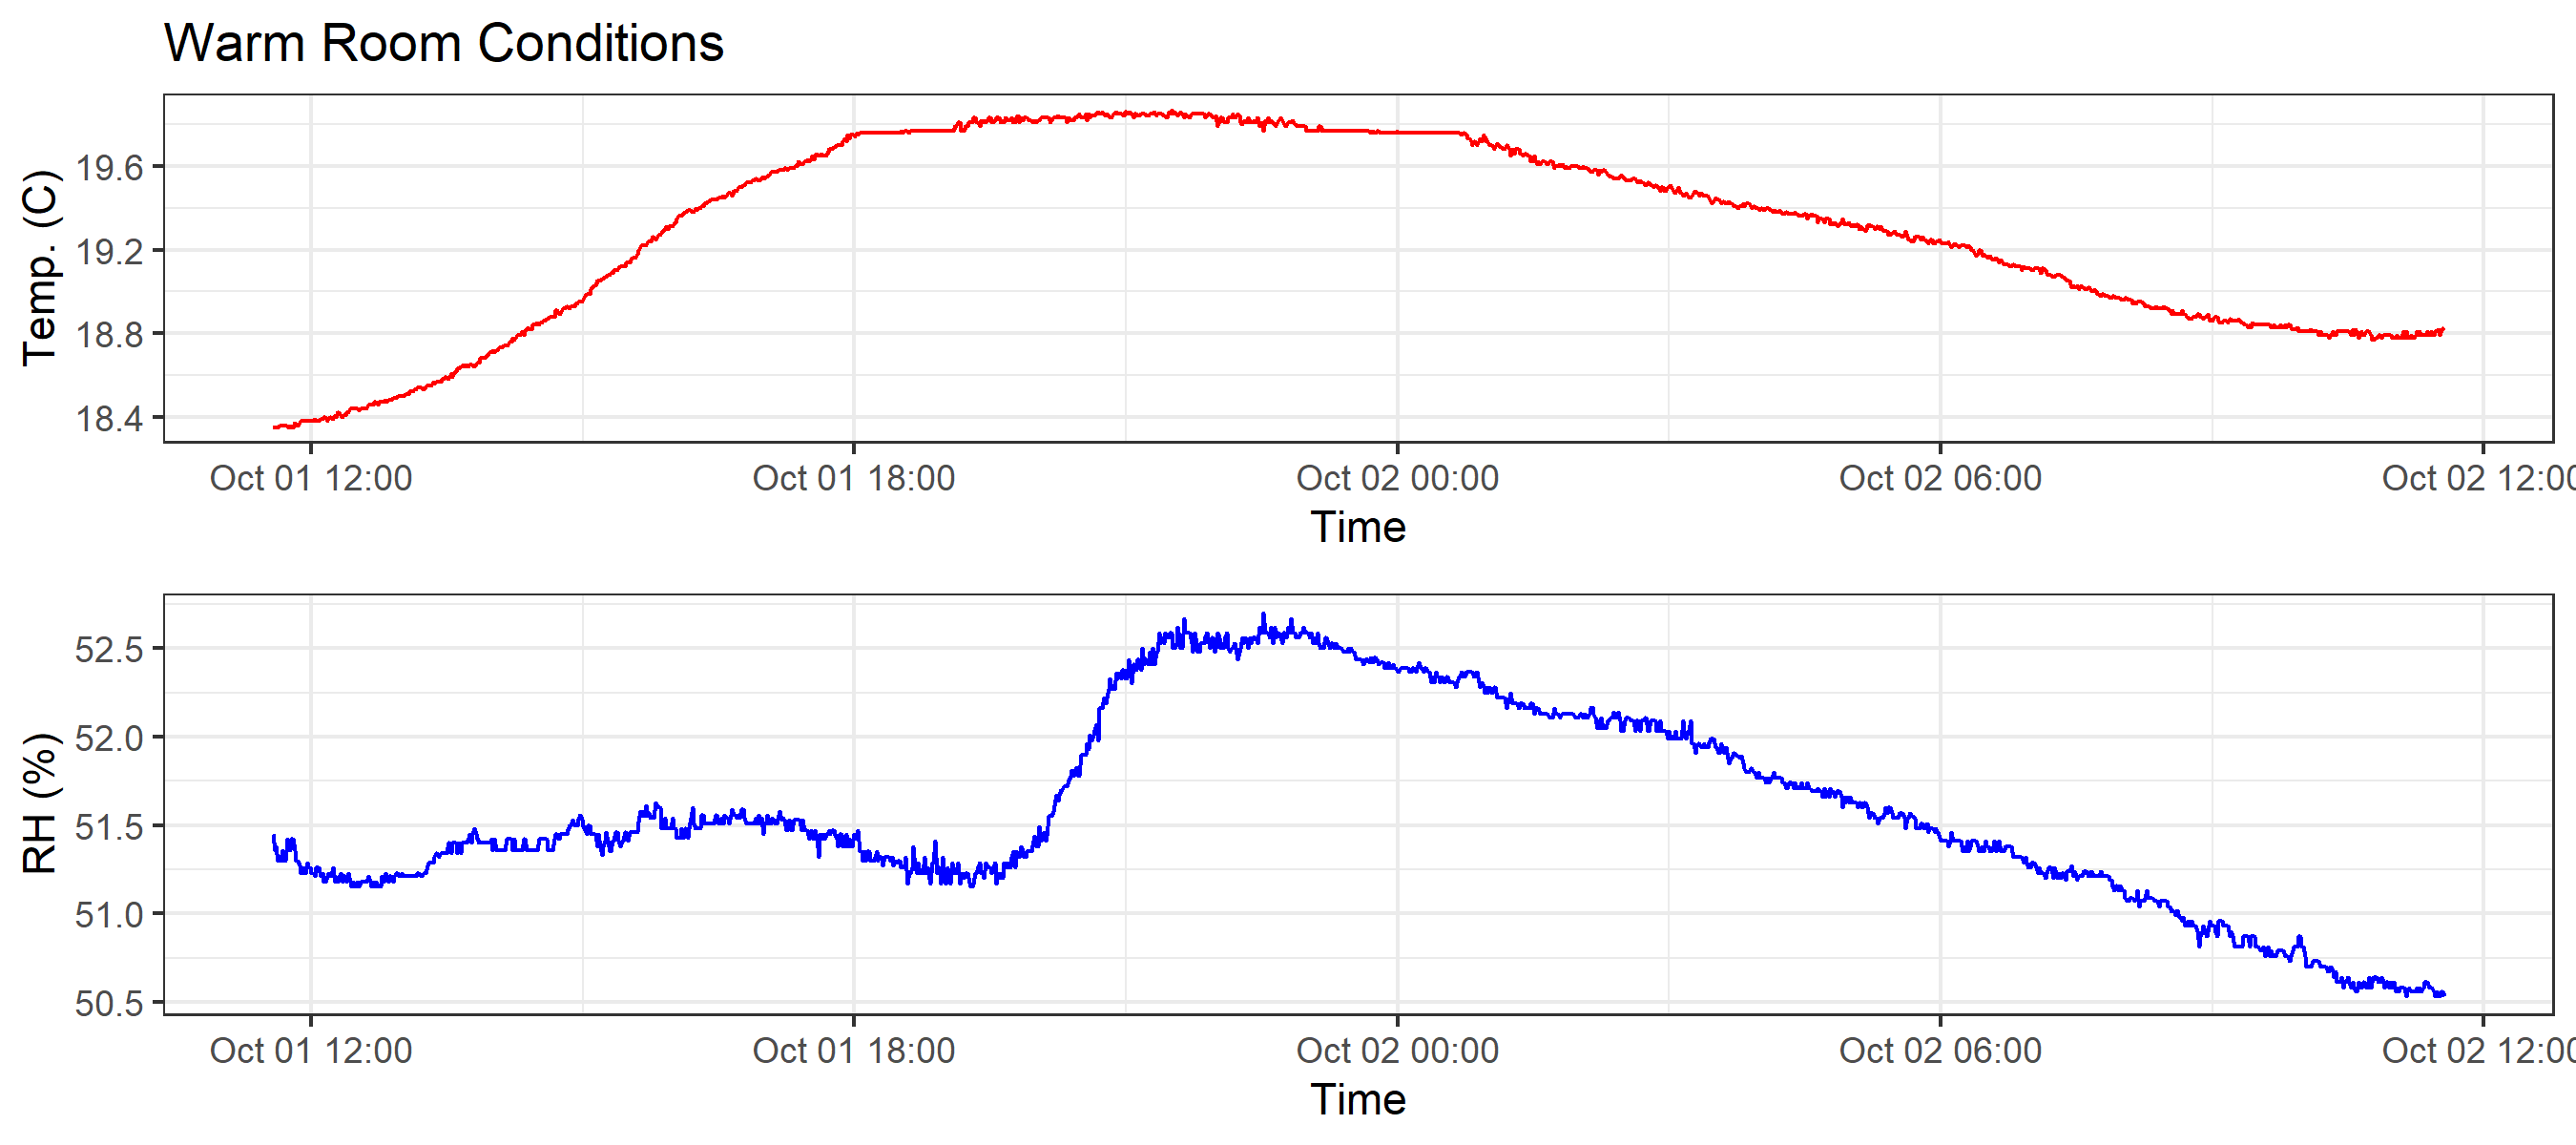 Warm Room Conditions
Temp. (C)
19.6
19.2
18.8
18.4
Oct 01 12:00 Oct 01 18:00 Oct 02 00:00 Oct 02 06:00 Oct 02 12:00
Time
RH (%)
52.5
52.0
51.5
51.0
50.5
Oct 01 12:00 Oct 01 18:00 Oct 02 00:00 Oct 02 06:00 Oct 02 12:00
Time